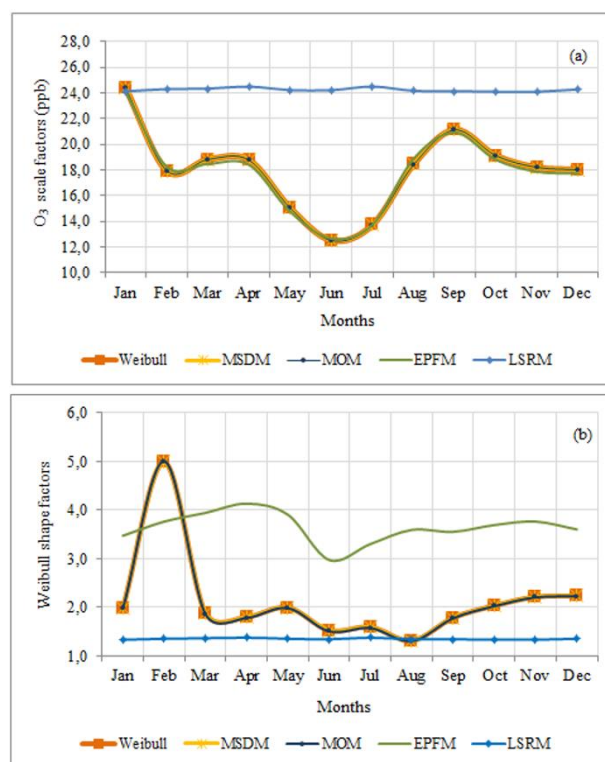 (a)
O₃ scale factors (ppb)
28,0
26,0
24,0
22,0
20,0
18,0
16,0
14,0
12,0
10,0
Jan Feb Mar Apr May Jun Jul Aug Sep Oct Nov Dec
Months
Weibull MSDM MOM EPFM LSRM
(b)
Weibull shape factors
6,0
5,0
4,0
3,0
2,0
1,0
Jan Feb Mar Apr May Jun Jul Aug Sep Oct Nov Dec
Months
Weibull MSDM MOM EPFM LSRM